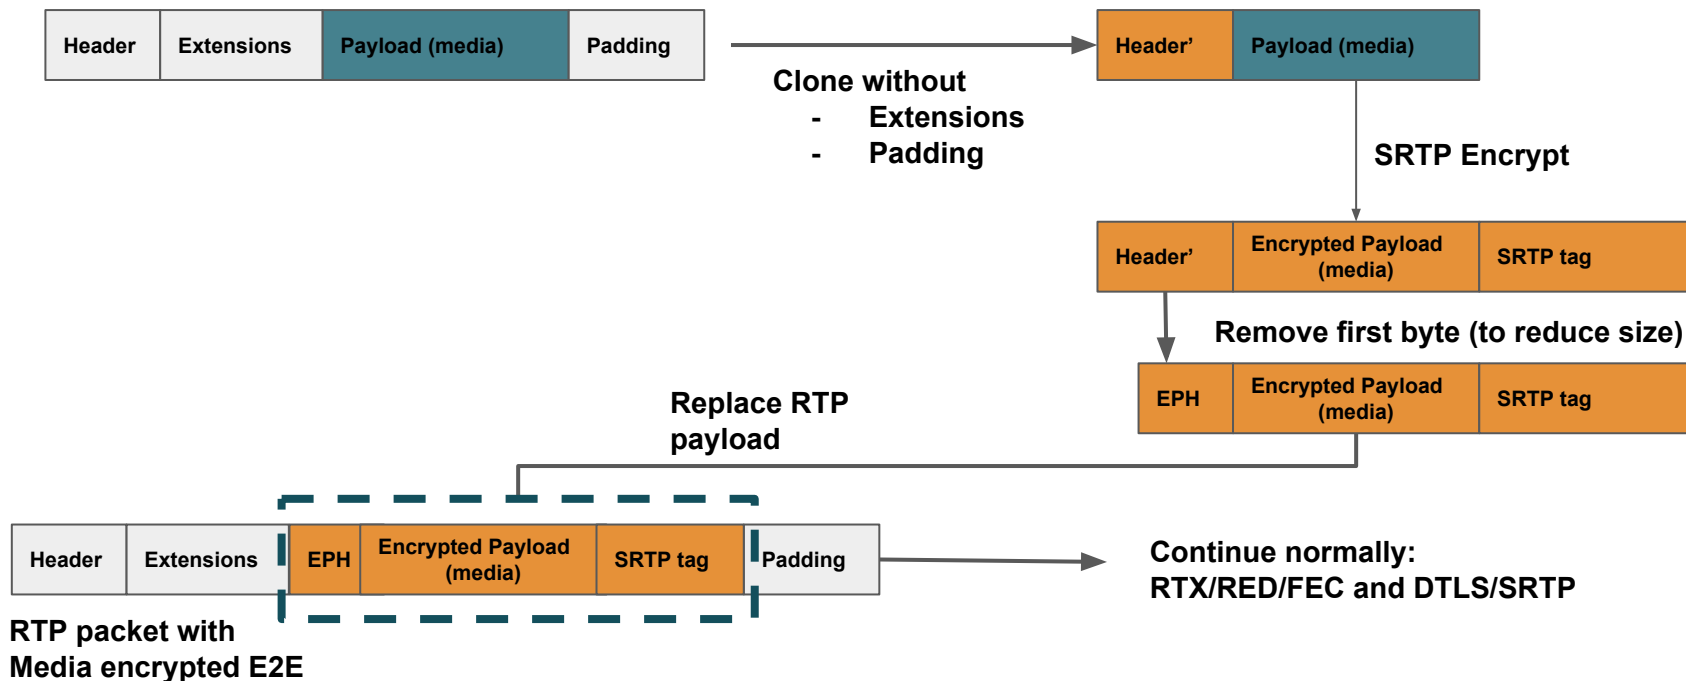 Header Extensions Payload (media) Padding
Header’ Payload (media)
Clone without
- Extensions
- Padding
SRTP Encrypt
Header’ Encrypted Payload
(media) SRTP tag
Remove first byte (to reduce size)
EPH Encrypted Payload
(media) SRTP tag
Replace RTP
payload
Header Extensions EPH Encrypted Payload
(media) SRTP tag Padding
Continue normally:
RTX/RED/FEC and DTLS/SRTP
RTP packet with
Media encrypted E2E